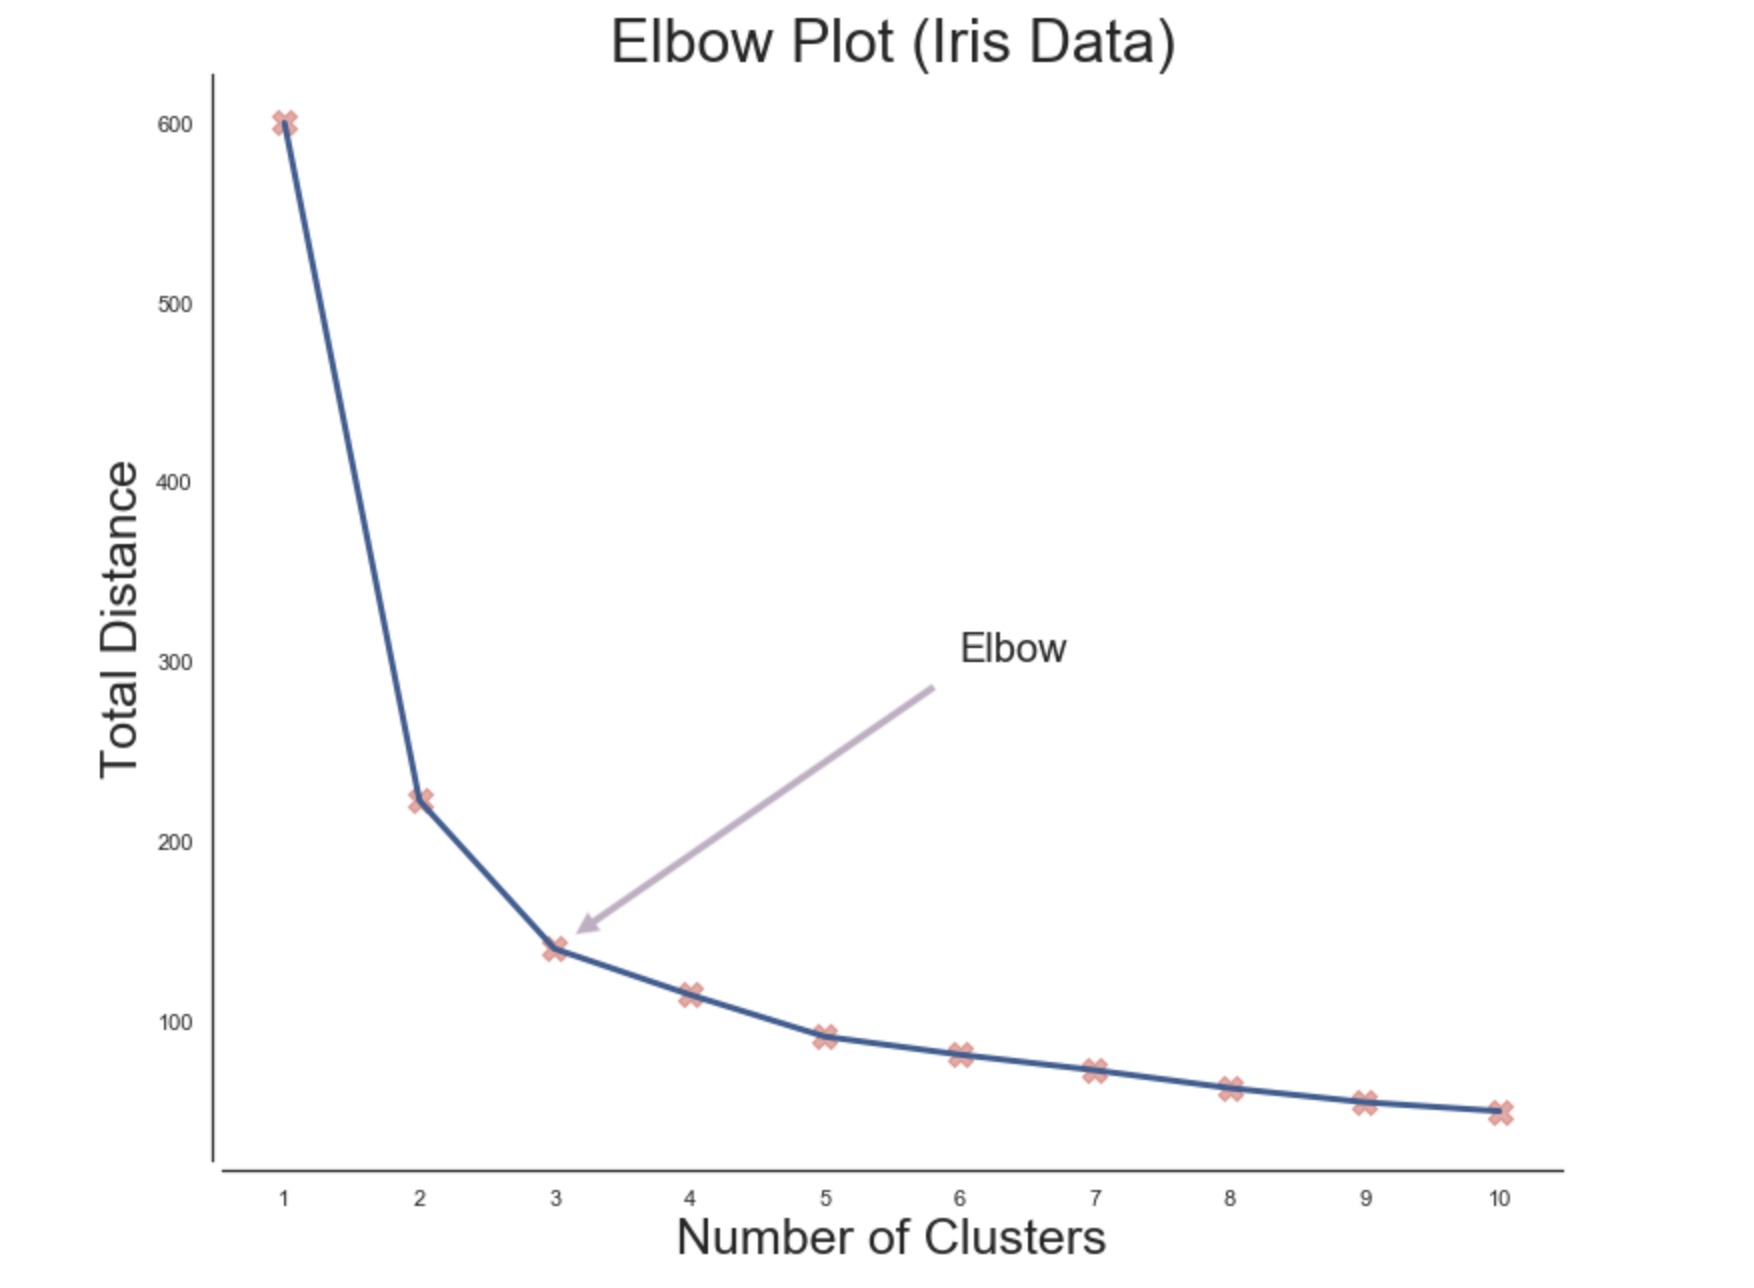 Elbow Plot (Iris Data)
Total Distance
600
500
400
300
200
100
Elbow
1 2 3 4 5 6 7 8 9 10
Number of Clusters